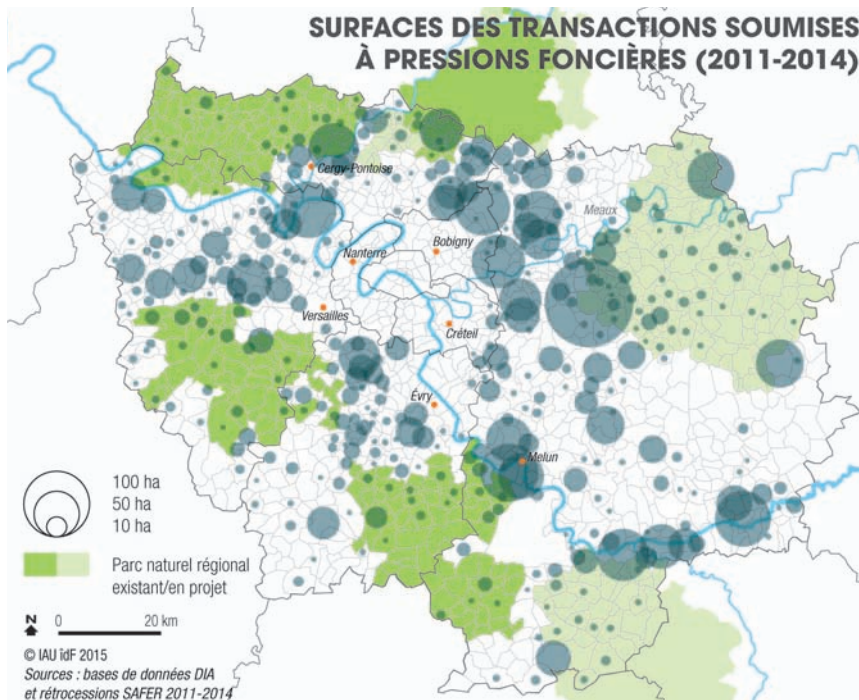 SURFACES DES TRANSACTIONS SOUMISES
À PRESSIONS FONCIÈRES (2011-2014)
Cergy-Pontoise
Meaux
Bobigny
Nanterre
Versailles
Créteil
Évry
Melun
100 ha
50 ha
10 ha
Parc naturel régional
existant/en projet
N 0 20 km
© IAU îdF 2015
Sources : bases de données DIA
et rétrocessions SAFER 2011-2014